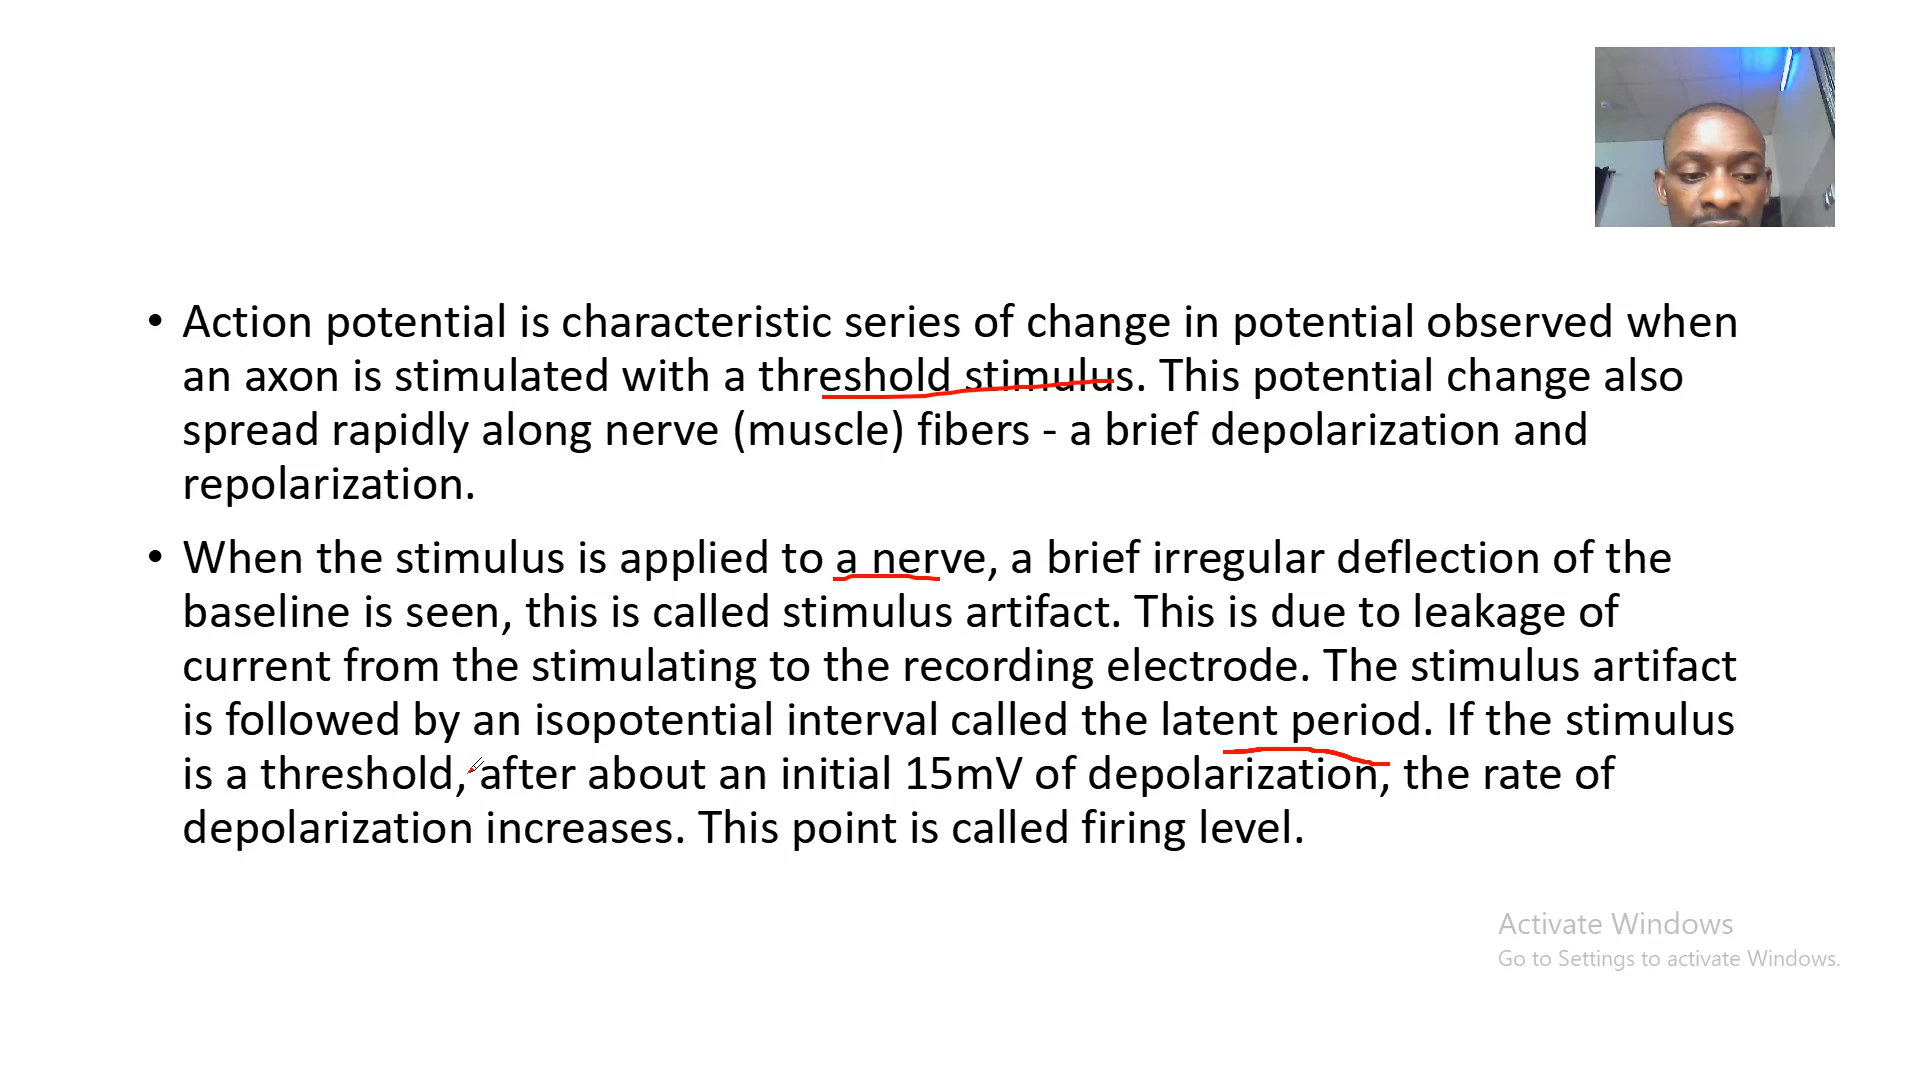 • Action potential is characteristic series of change in potential observed when
an axon is stimulated with a threshold stimulus. This potential change also
spread rapidly along nerve (muscle) fibers - a brief depolarization and
repolarization.
• When the stimulus is applied to a nerve, a brief irregular deflection of the
baseline is seen, this is called stimulus artifact. This is due to leakage of
current from the stimulating to the recording electrode. The stimulus artifact
is followed by an isopotential interval called the latent period. If the stimulus
is a threshold, after about an initial 15mV of depolarization, the rate of
depolarization increases. This point is called firing level.
Activate Windows
Go to Settings to activate Windows.